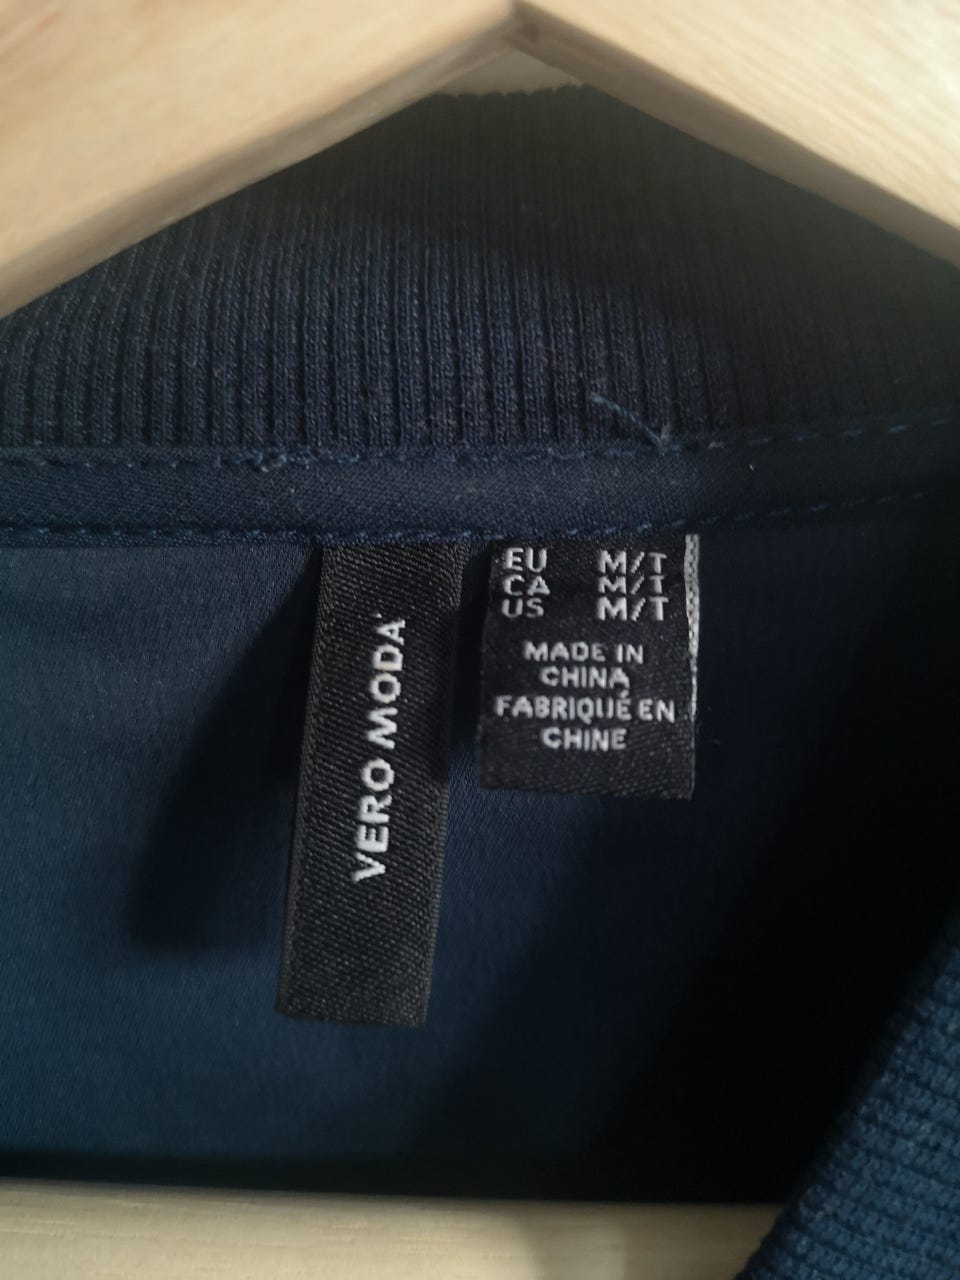 VERO MODA
EU M/T
CA M/T
US M/T
MADE IN
CHINA
FABRIQUÉ EN
CHINE